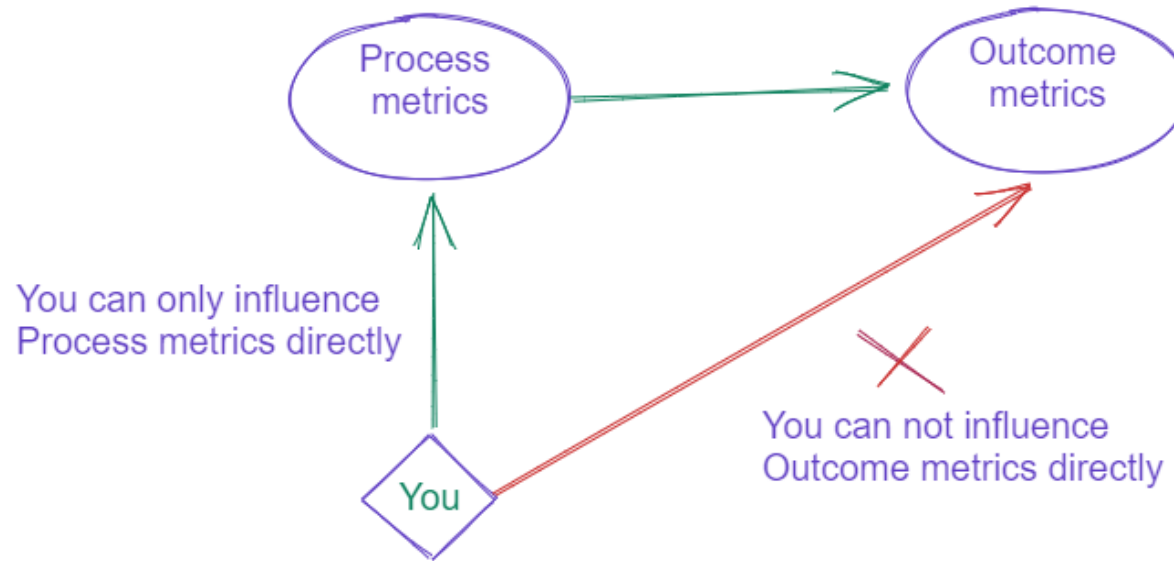 Process
metrics
Outcome
metrics
You can only influence
Process metrics directly
You can not influence
Outcome metrics directly
You